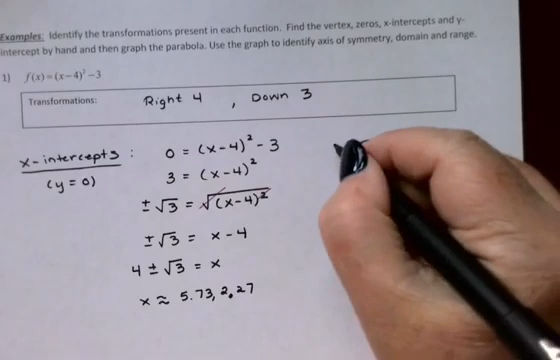 Examples: Identify the transformations present in each function. Find the vertex, zeros, x-intercepts and y-
intercept by hand and then graph the parabola. Use the graph to identify axis of symmetry, domain and range.
1) f(x)=(x−4)²−3
Transformations: Right 4 , Down 3
x-intercepts : 0 = (x-4)² - 3
(y=0) 3 = (x-4)²
±√3 = √(x-4)²
±√3 = x-4
4 ± √3 = x
x ≈ 5.73, 2.27